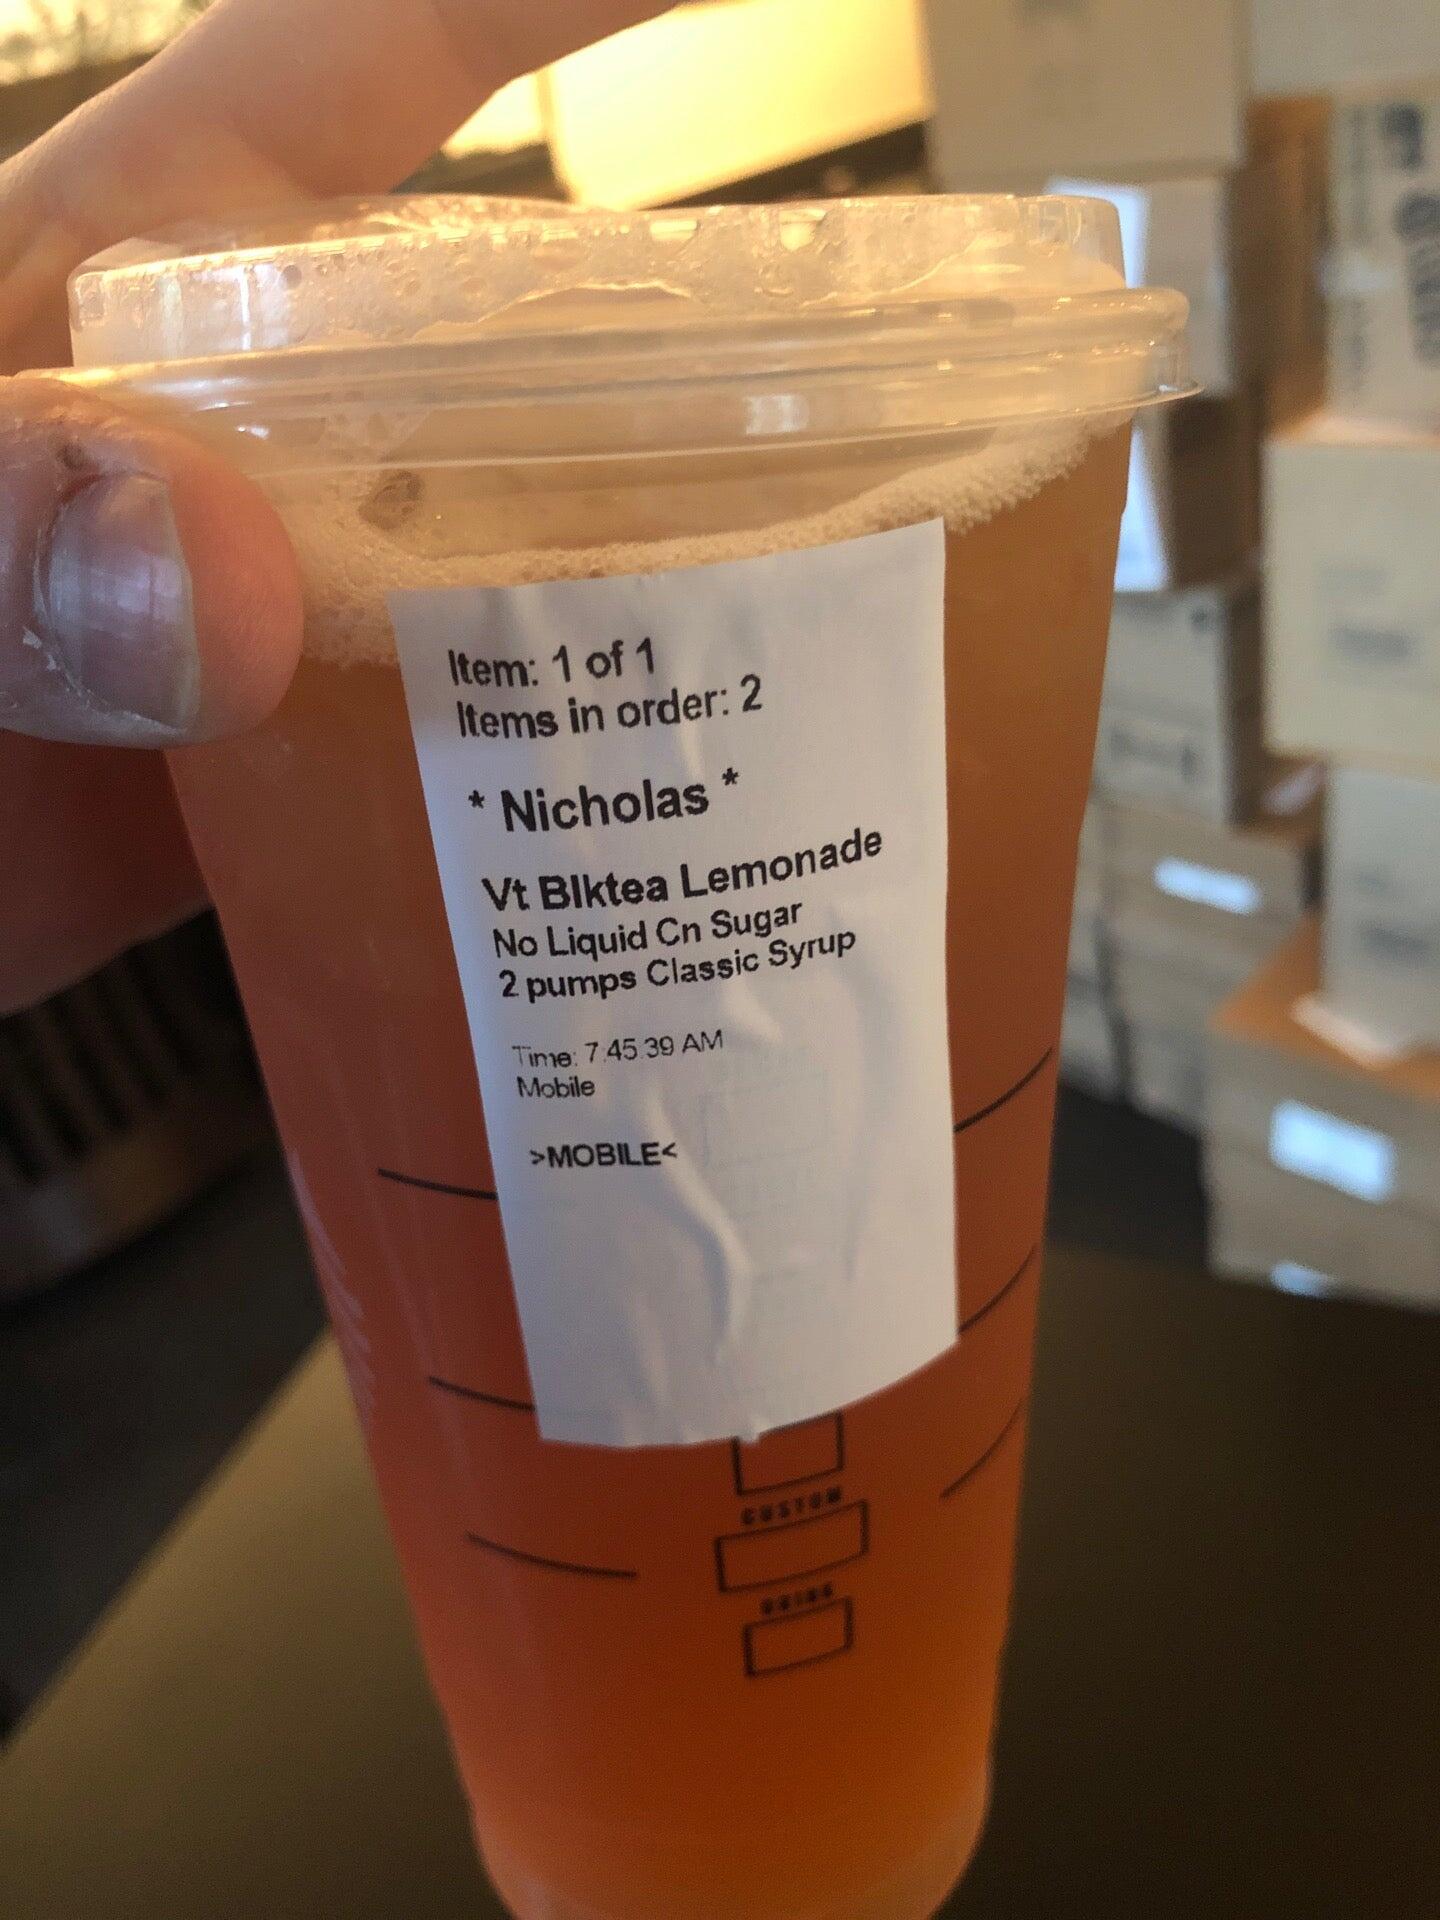 Item: 1 of 1
Items in order: 2
* Nicholas *
Vt Blktea Lemonade
No Liquid Cn Sugar
2 pumps Classic Syrup
Time: 7:45:39 AM
Mobile
>MOBILE<
CUSTOM
DRINK